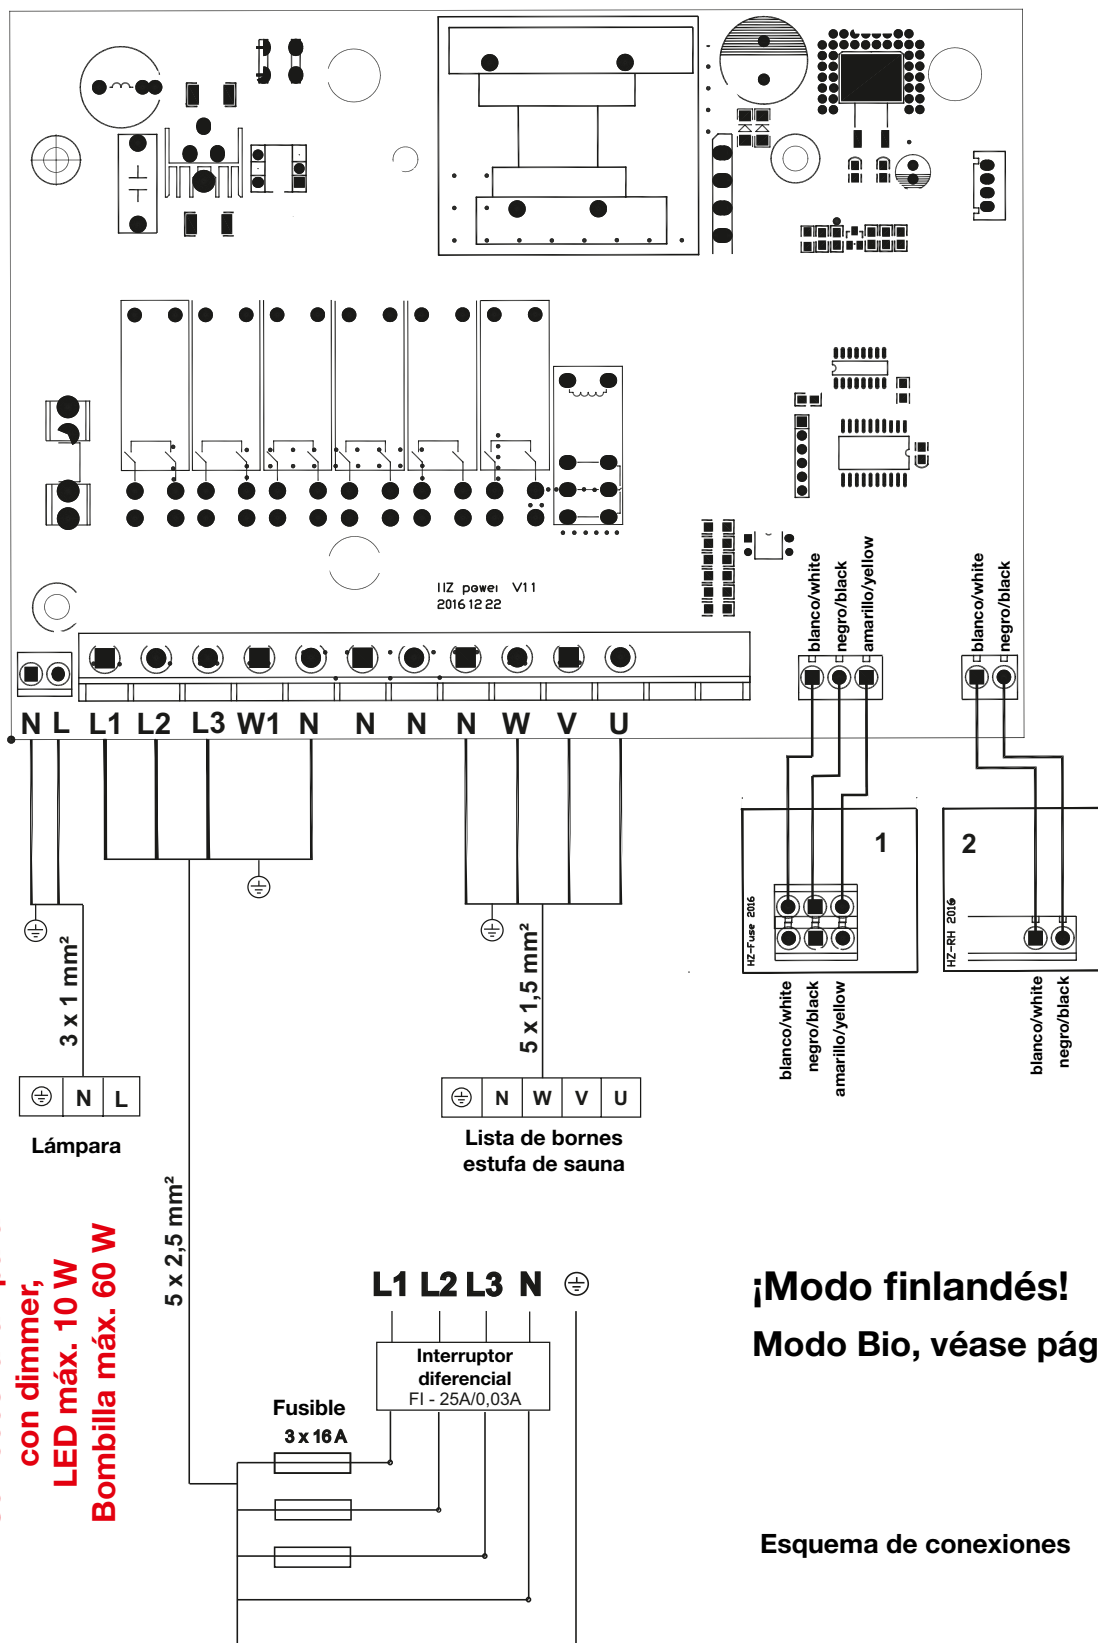 IIZ power V11
2016 12 22
blanco/white
negro/black
amarillo/yellow
blanco/white
negro/black
N L L1 L2 L3 W1 N N N N W V U
1
2
HZ-Fuse 2016
HZ-RH 2016
blanco/white
negro/black
amarillo/yellow
blanco/white
negro/black
3 x 1 mm²
5 x 1,5 mm²
N L
Lámpara
N W V U
Lista de bornes
estufa de sauna
5 x 2,5 mm²
con dimmer,
LED máx. 10 W
Bombilla máx. 60 W
L1 L2 L3 N
Interruptor
diferencial
FI - 25A/0,03A
Fusible
3 x 16 A
¡Modo finlandés!
Modo Bio, véase pág
Esquema de conexiones